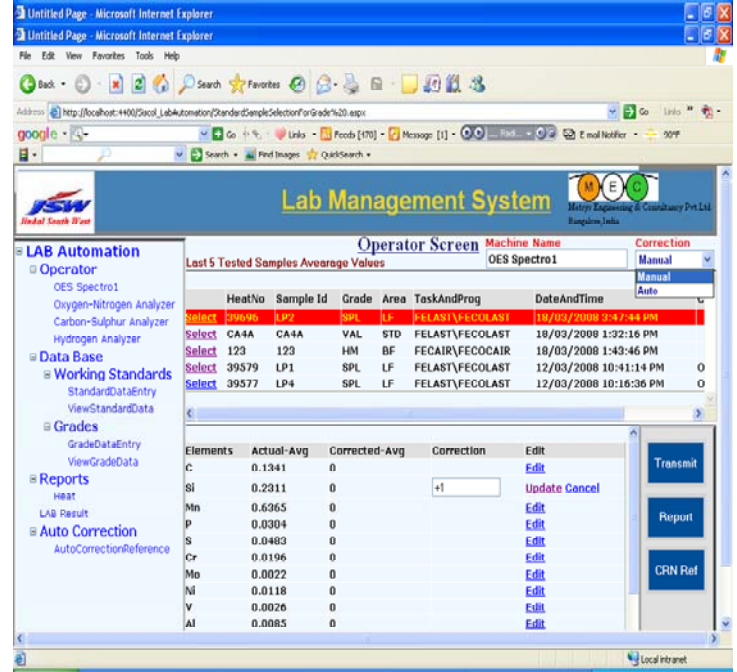 Untitled Page - Microsoft Internet Explorer
Untitled Page - Microsoft Internet Explorer
File Edit View Favorites Tools Help
Back Search Favorites
Address http://localhost:4400/Siscol_LabAutomation/StandardSampleSelectionForGrade%20.aspx Go Links
google Go Links Feeds (170) Message (1) E mail Notifier 90°F
Search Find Images QuickSearch
JSW
Jindal South West
Lab Management System
M E C
Metsys Engineering & Consultancy Pvt.Ltd
Bangalore,India
LAB Automation
Operator
OES Spectro1
Oxygen-Nitrogen Analyzer
Carbon-Sulphur Analyzer
Hydrogen Analyzer
Data Base
Working Standards
StandardDataEntry
ViewStandardData
Grades
GradeDataEntry
ViewGradeData
Reports
Heat
LAB Result
Auto Correction
AutoCorrectionReference
Operator Screen
Machine Name Correction
Last 5 Tested Samples Avearage Values OES Spectro1 Manual
Manual
Auto
HeatNo Sample Id Grade Area TaskAndProg DateAndTime
Select 39696 LP2 SPL LF FELAST\FECOLAST 18/03/2008 3:47:44 PM
Select CA4A CA4A VAL STD FELAST\FECOLAST 18/03/2008 1:32:16 PM
Select 123 123 HM BF FECAIR\FECOCAIR 18/03/2008 1:43:46 PM
Select 39579 LP1 SPL LF FELAST\FECOLAST 12/03/2008 10:41:14 PM O
Select 39577 LP4 SPL LF FELAST\FECOLAST 12/03/2008 10:16:36 PM O
Elements Actual-Avg Corrected-Avg Correction Edit
C 0.1341 0 Edit
Si 0.2311 0 +1 Update Cancel
Mn 0.6365 0 Edit
P 0.0304 0 Edit
S 0.0483 0 Edit
Cr 0.0196 0 Edit
Mo 0.0022 0 Edit
Ni 0.0118 0 Edit
V 0.0026 0 Edit
Al 0.0085 0 Edit
Transmit
Report
CRN Ref
Local intranet